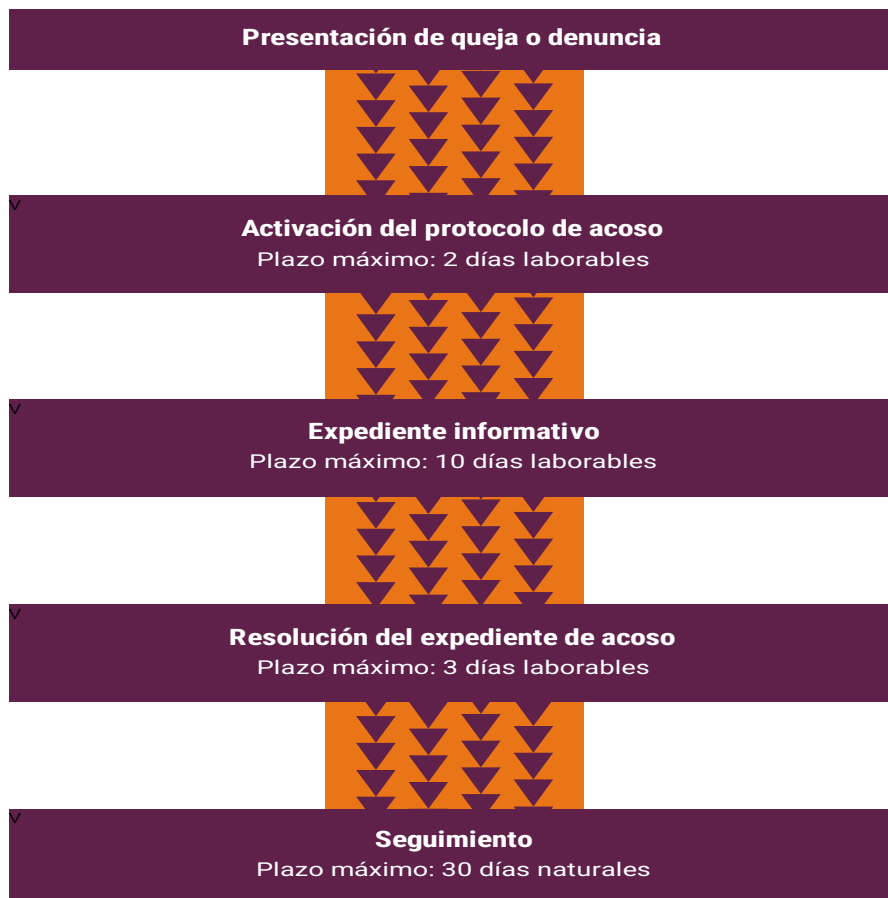 Presentación de queja o denuncia
v
Activación del protocolo de acoso
Plazo máximo: 2 días laborables
v
Expediente informativo
Plazo máximo: 10 días laborables
v
Resolución del expediente de acoso
Plazo máximo: 3 días laborables
v
Seguimiento
Plazo máximo: 30 días naturales